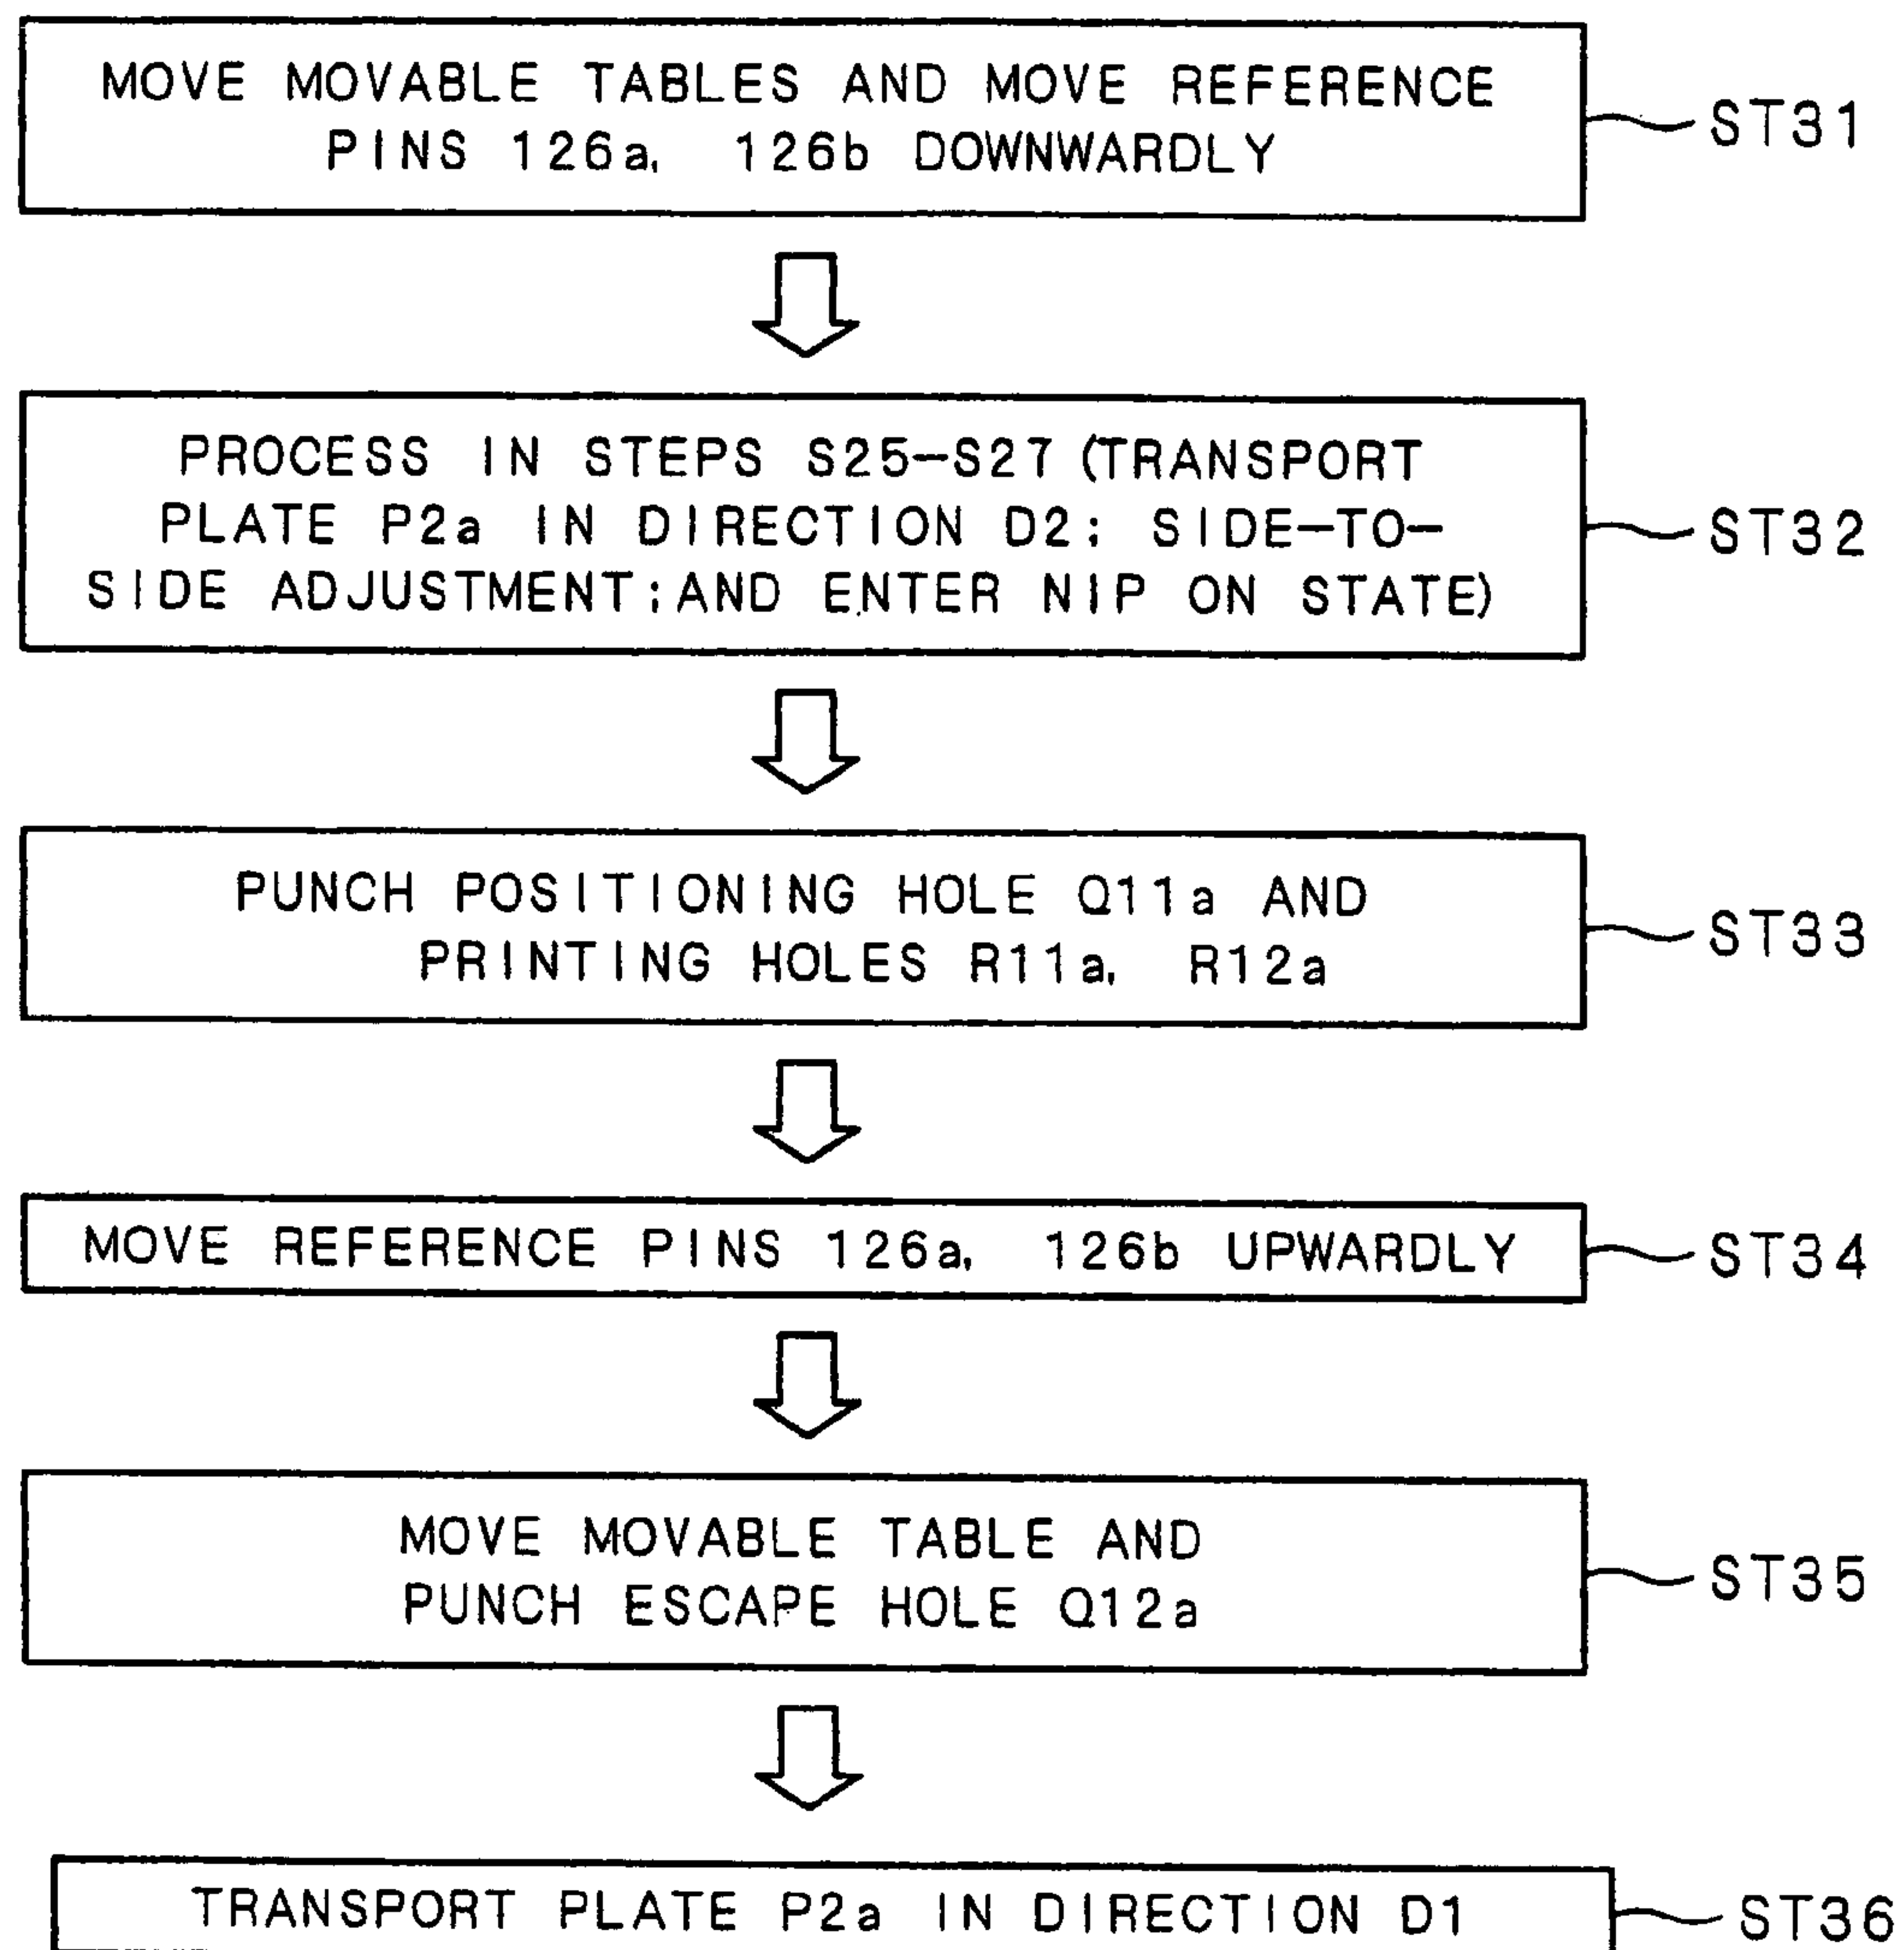 MOVE MOVABLE TABLES AND MOVE REFERENCE
PINS 126a, 126b DOWNWARDLY
ST31
PROCESS IN STEPS S25-S27 (TRANSPORT
PLATE P2a IN DIRECTION D2; SIDE-TO-
SIDE ADJUSTMENT; AND ENTER NIP ON STATE)
ST32
PUNCH POSITIONING HOLE Q11a AND
PRINTING HOLES R11a, R12a
ST33
MOVE REFERENCE PINS 126a, 126b UPWARDLY
ST34
MOVE MOVABLE TABLE AND
PUNCH ESCAPE HOLE Q12a
ST35
TRANSPORT PLATE P2a IN DIRECTION D1
ST36